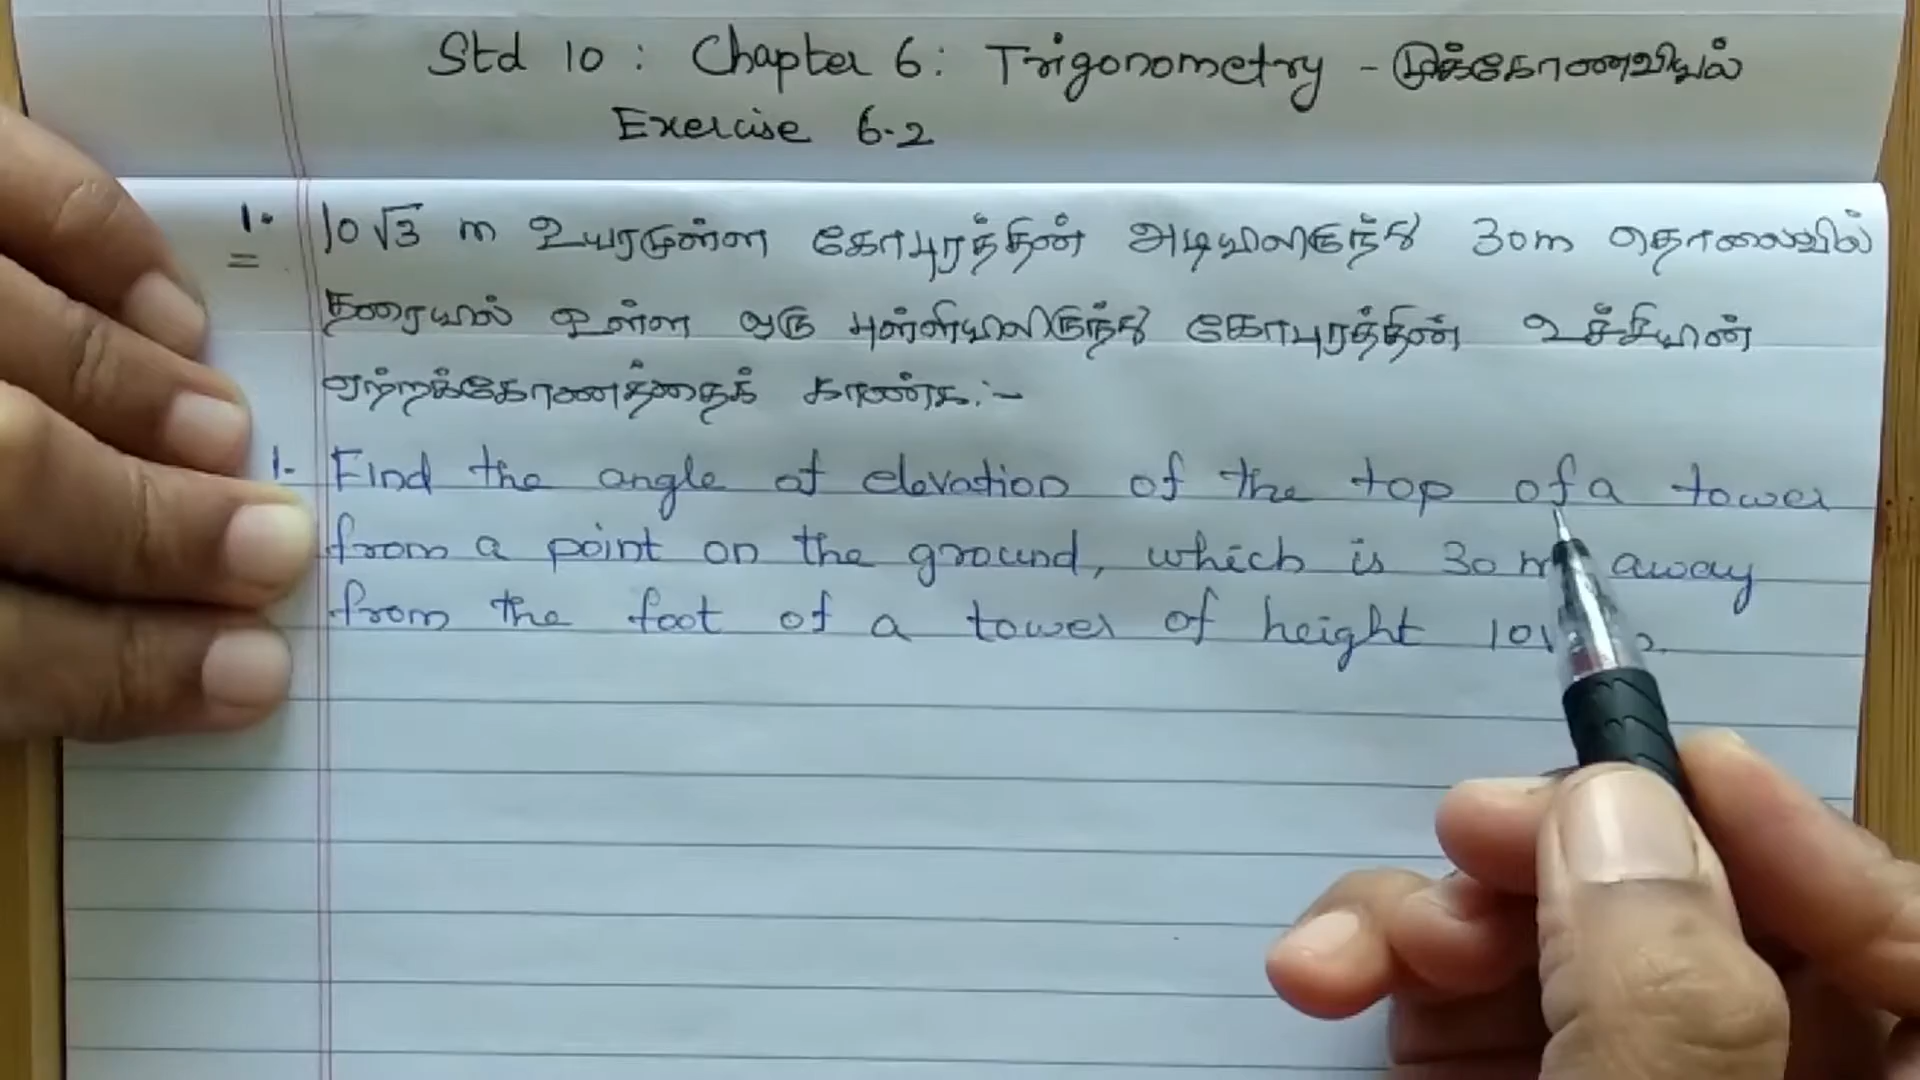 Std 10 : Chapter 6 : Trigonometry - முக்கோணவியல்
Exercise 6.2
1. 10√3 m உயரமுள்ள கோபுரத்தின் அடியிலிருந்து 30m தொலைவில்
தரையில் உள்ள ஒரு புள்ளியிலிருந்து கோபுரத்தின் உச்சியின்
ஏற்றக்கோணத்தைக் காண்க:-
1. Find the angle of elevation of the top of a tower
from a point on the ground, which is 30 m away
from the foot of a tower of height